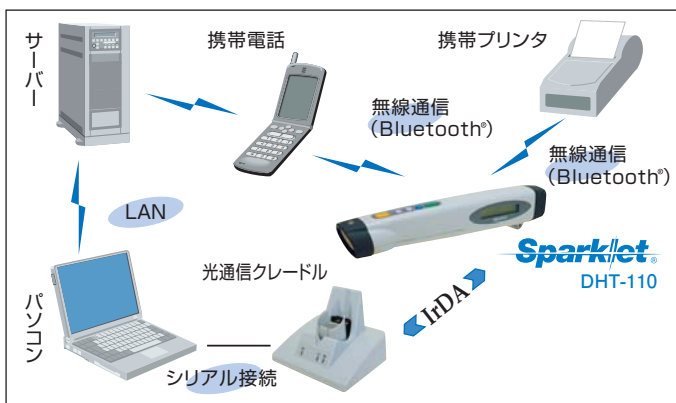 サーバー
携帯電話
携帯プリンタ
無線通信
(Bluetooth®)
無線通信
(Bluetooth®)
LAN
Sparklet®
DHT-110
光通信クレードル
IrDA
パソコン
シリアル接続